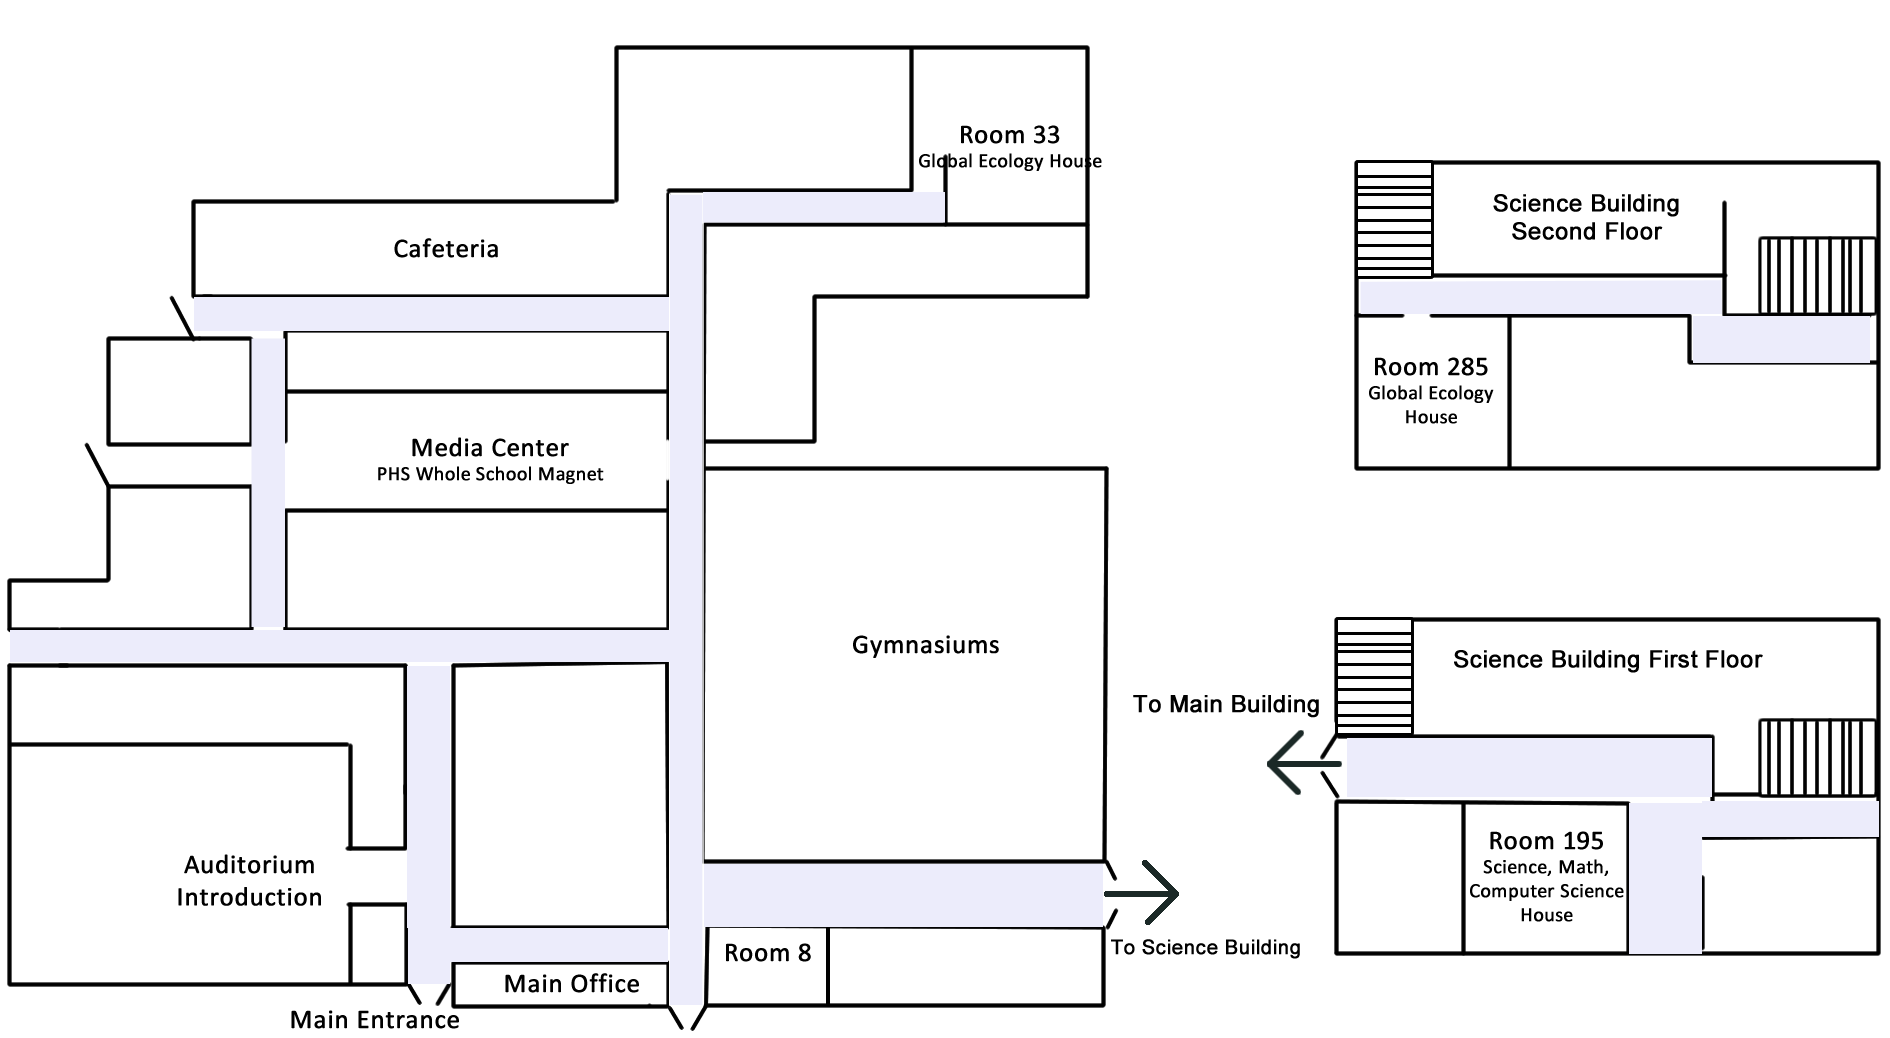 Room 33
Global Ecology House
Cafeteria
Media Center
PHS Whole School Magnet
Gymnasiums
Auditorium
Introduction
Room 8
Main Office
Main Entrance
To Science Building
To Main Building
Science Building
Second Floor
Room 285
Global Ecology
House
Science Building First Floor
Room 195
Science, Math,
Computer Science
House